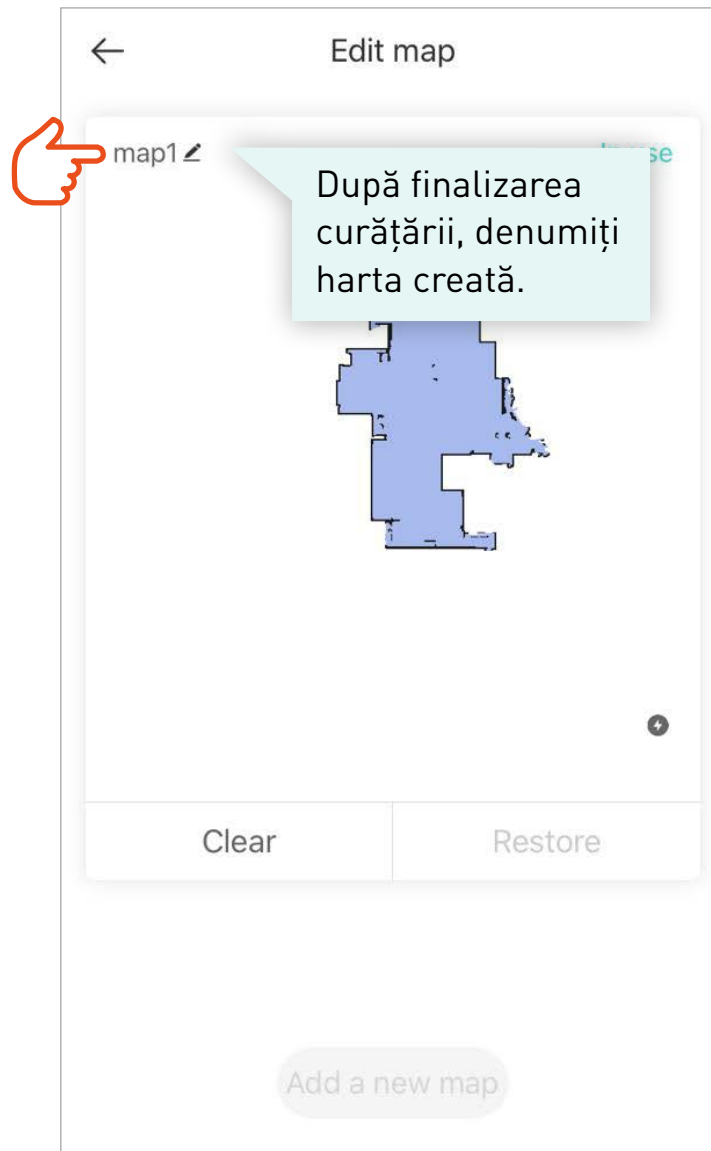 Edit map
map1
După finalizarea
curățării, denumiți
harta creată.
Clear
Restore
Add a new map